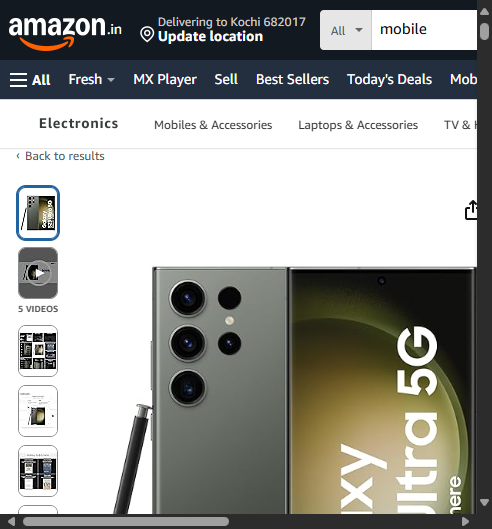 amazon.in
Delivering to Kochi 682017
Update location
All
mobile
All
Fresh
MX Player
Sell
Best Sellers
Today's Deals
Mob
Electronics
Mobiles & Accessories
Laptops & Accessories
TV &
‹ Back to results
5 VIDEOS
xy
Ultra 5G
here